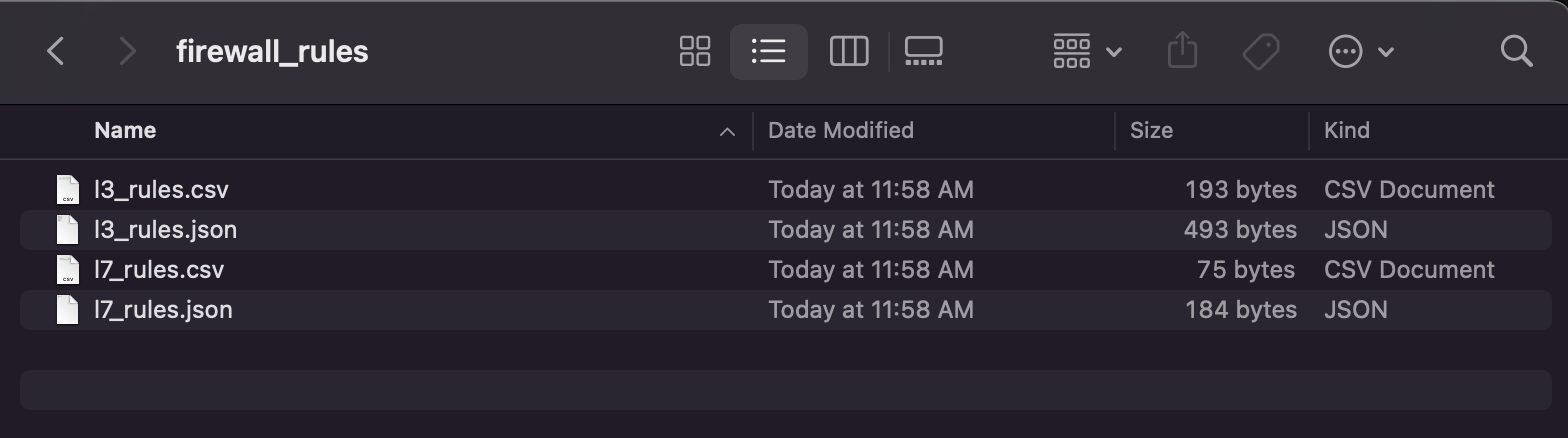 firewall_rules
Name Date Modified Size Kind
l3_rules.csv Today at 11:58 AM 193 bytes CSV Document
l3_rules.json Today at 11:58 AM 493 bytes JSON
l7_rules.csv Today at 11:58 AM 75 bytes CSV Document
l7_rules.json Today at 11:58 AM 184 bytes JSON